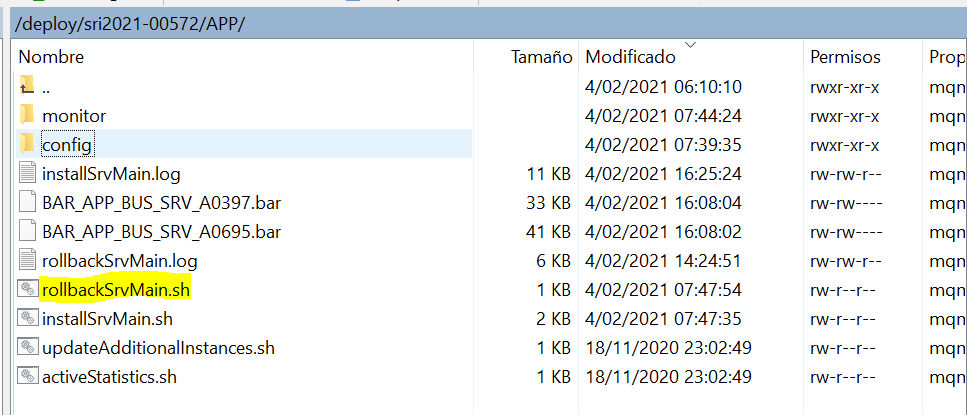 /deploy/sri2021-00572/APP/
Nombre Tamaño Modificado Permisos Prop
.. 4/02/2021 06:10:10 rwxr-xr-x mqn
monitor 4/02/2021 07:44:24 rwxr-xr-x mqn
config 4/02/2021 07:39:35 rwxr-xr-x mqn
installSrvMain.log 11 KB 4/02/2021 16:25:24 rw-rw-r-- mqn
BAR_APP_BUS_SRV_A0397.bar 33 KB 4/02/2021 16:08:04 rw-rw---- mqn
BAR_APP_BUS_SRV_A0695.bar 41 KB 4/02/2021 16:08:02 rw-rw---- mqn
rollbackSrvMain.log 6 KB 4/02/2021 14:24:51 rw-rw-r-- mqn
rollbackSrvMain.sh 1 KB 4/02/2021 07:47:54 rw-r--r-- mqn
installSrvMain.sh 2 KB 4/02/2021 07:47:35 rw-r--r-- mqn
updateAdditionalInstances.sh 1 KB 18/11/2020 23:02:49 rw-r--r-- mqn
activeStatistics.sh 1 KB 18/11/2020 23:02:49 rw-r--r-- mqn